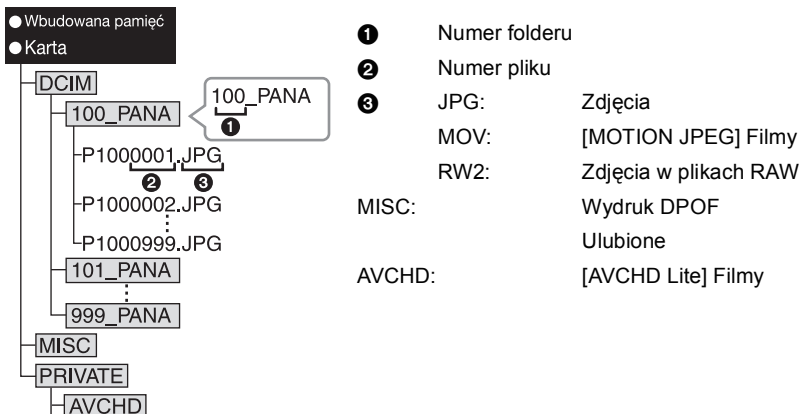 ● Wbudowana pamięć
● Karta
DCIM
100_PANA
100_PANA
❶
P1000001.JPG
❷ ❸
P1000002.JPG
P1000999.JPG
101_PANA
999_PANA
MISC
PRIVATE
AVCHD
❶ Numer folderu
❷ Numer pliku
❸ JPG: Zdjęcia
MOV: [MOTION JPEG] Filmy
RW2: Zdjęcia w plikach RAW
MISC: Wydruk DPOF
Ulubione
AVCHD: [AVCHD Lite] Filmy